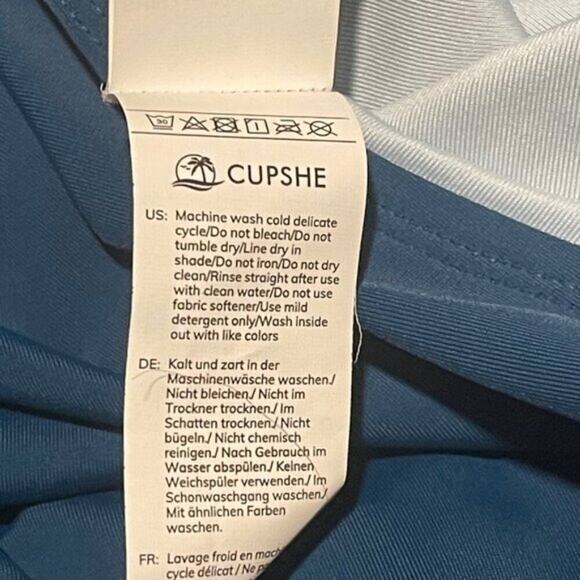 30
CUPSHE
US: Machine wash cold delicate
cycle/Do not bleach/Do not
tumble dry/Line dry in
shade/Do not iron/Do not dry
clean/Rinse straight after use
with clean water/Do not use
fabric softener/Use mild
detergent only/Wash inside
out with like colors
DE: Kalt und zart in der
Maschinenwäsche waschen./
Nicht bleichen./ Nicht im
Trockner trocknen./ Im
Schatten trocknen./ Nicht
bügeln./ Nicht chemisch
reinigen./ Nach Gebrauch im
Wasser abspülen./ Keinen
Weichspüler verwenden./ Im
Schonwaschgang waschen./
Mit ähnlichen Farben
waschen.
FR: Lavage froid en
cycle délicat / Ne